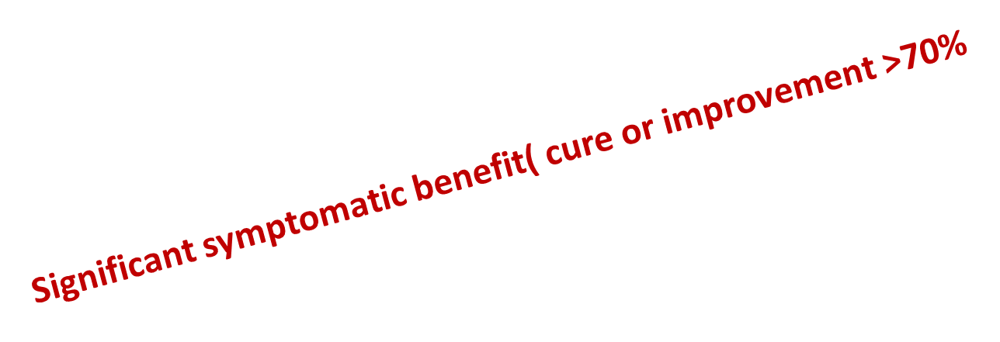 Significant symptomatic benefit( cure or improvement >70%